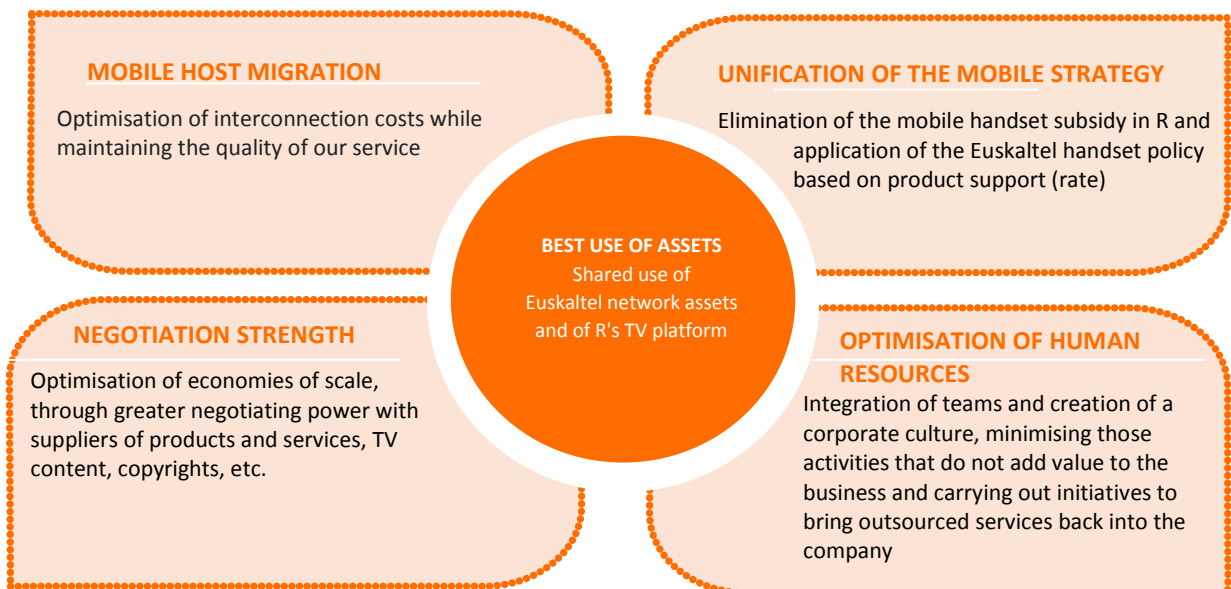 MOBILE HOST MIGRATION
Optimisation of interconnection costs while
maintaining the quality of our service
UNIFICATION OF THE MOBILE STRATEGY
Elimination of the mobile handset subsidy in R and
application of the Euskaltel handset policy
based on product support (rate)
BEST USE OF ASSETS
Shared use of
Euskaltel network assets
and of R's TV platform
NEGOTIATION STRENGTH
Optimisation of economies of scale,
through greater negotiating power with
suppliers of products and services, TV
content, copyrights, etc.
OPTIMISATION OF HUMAN
RESOURCES
Integration of teams and creation of a
corporate culture, minimising those
activities that do not add value to the
business and carrying out initiatives to
bring outsourced services back into the
company